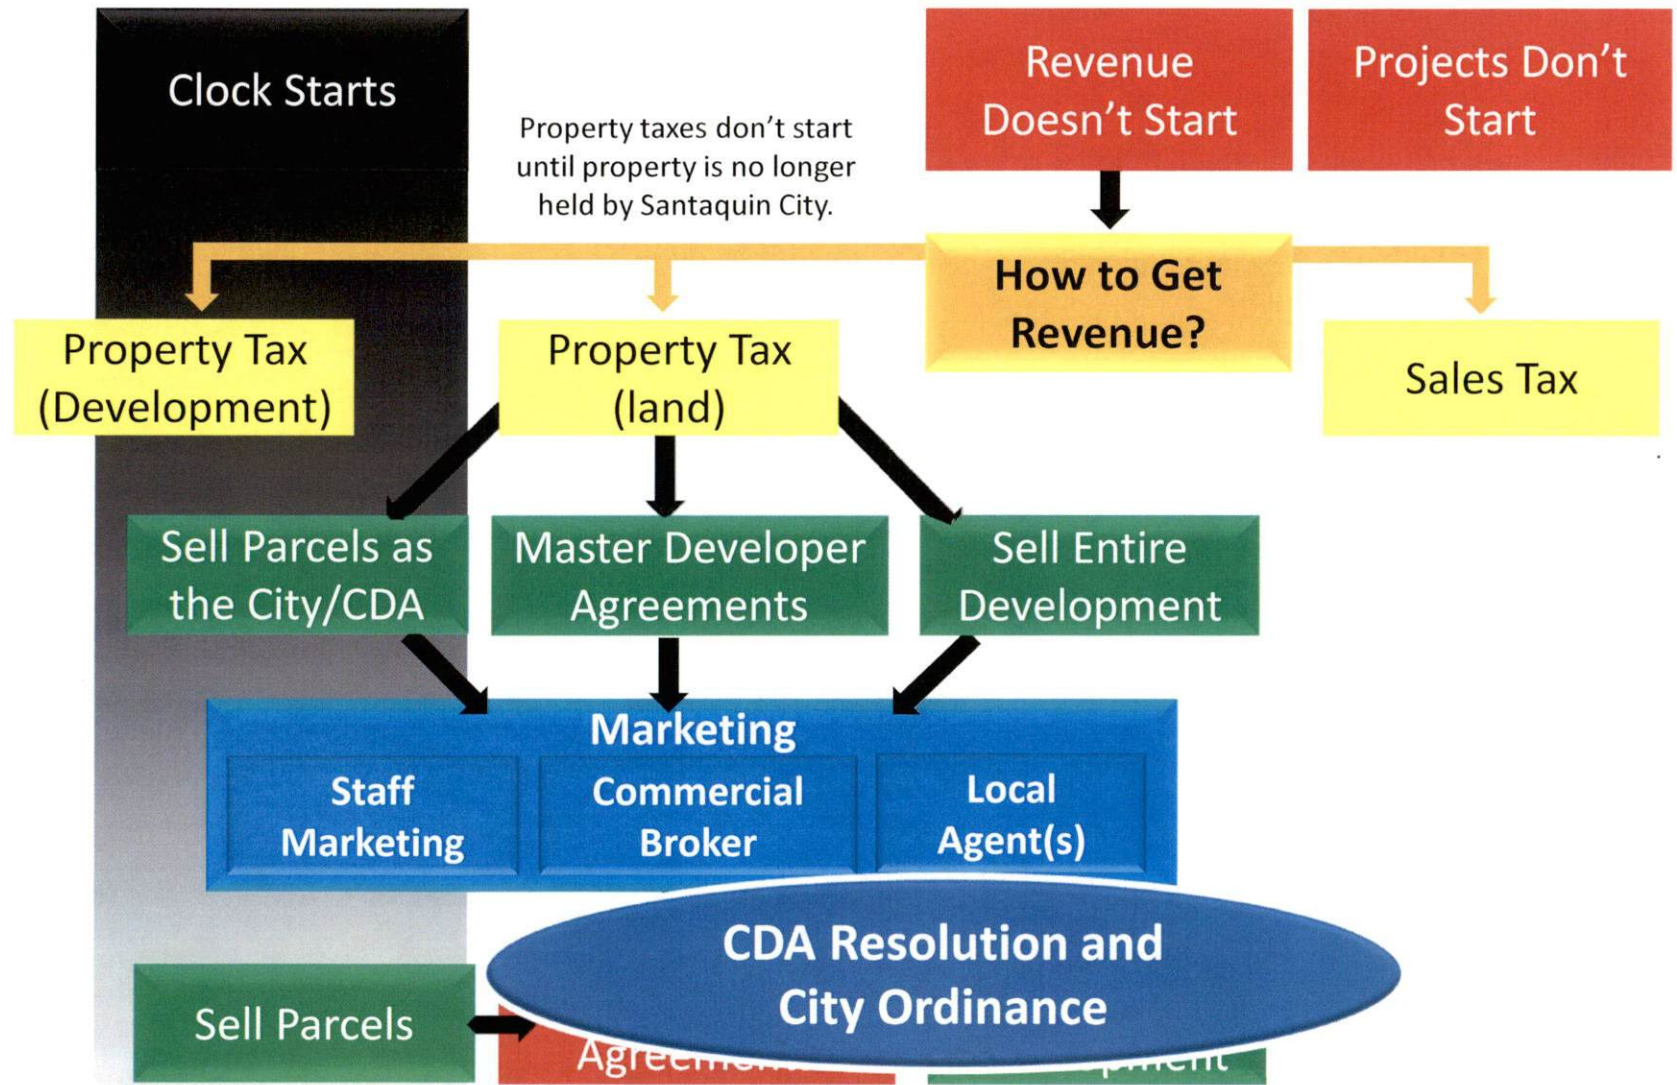 Clock Starts
Revenue
Doesn't Start
Projects Don't
Start
Property taxes don't start
until property is no longer
held by Santaquin City.
How to Get
Revenue?
Property Tax
(Development)
Property Tax
(land)
Sales Tax
Sell Parcels as
the City/CDA
Master Developer
Agreements
Sell Entire
Development
Marketing
Staff
Marketing
Commercial
Broker
Local
Agent(s)
CDA Resolution and
City Ordinance
Sell Parcels